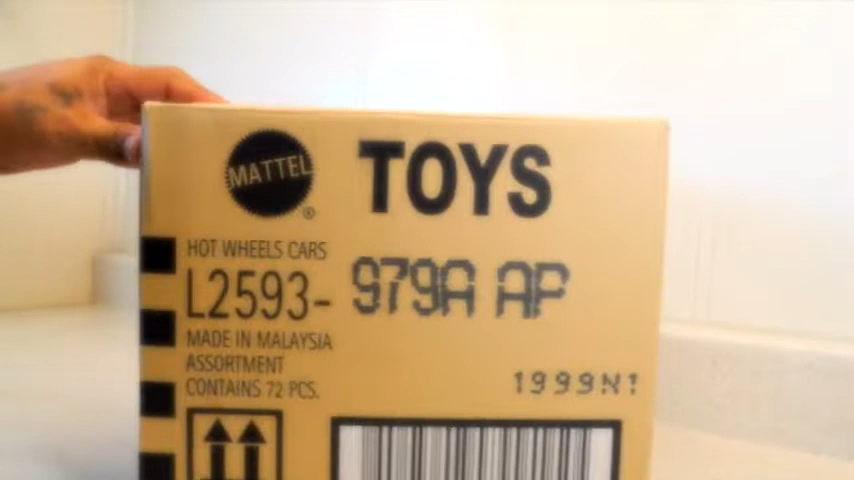 MATTEL
®
TOYS
HOT WHEELS CARS
L2593- 979A AP
MADE IN MALAYSIA
ASSORTMENT
CONTAINS 72 PCS.
1999N1